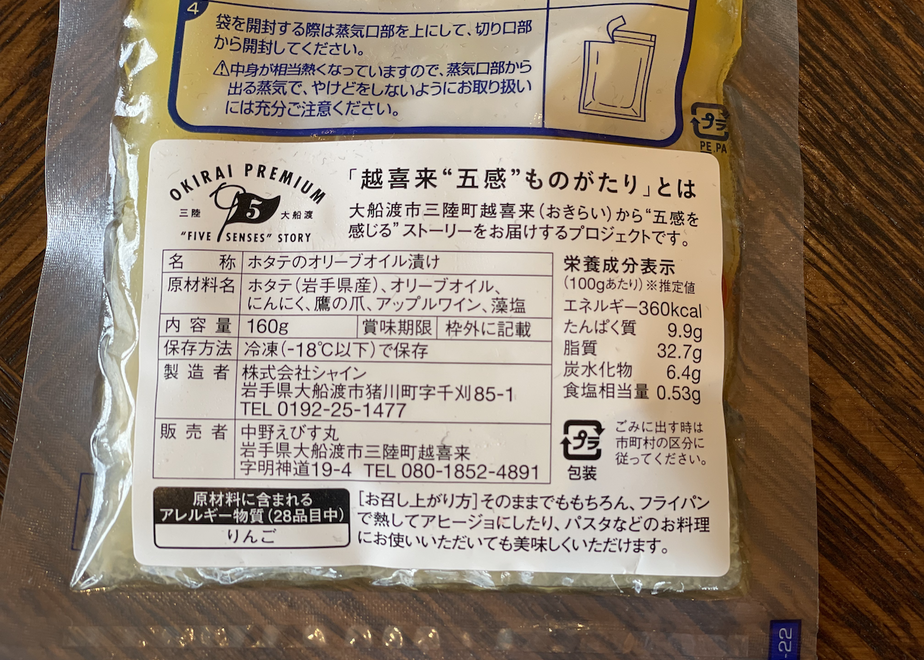 4
袋を開封する際は蒸気口部を上にして、切り口部
から開封してください。
⚠中身が相当熱くなっていますので、蒸気口部から
出る蒸気で、やけどをしないようにお取り扱い
には充分ご注意ください。
プラ
PE,PA
OKIRAI PREMIUM
三陸 5 大船渡
"FIVE SENSES" STORY
「越喜来“五感”ものがたり」とは
大船渡市三陸町越喜来(おきらい)から“五感を
感じる”ストーリーをお届けするプロジェクトです。
名称 ホタテのオリーブオイル漬け
原材料名 ホタテ(岩手県産)、オリーブオイル、
にんにく、鷹の爪、アップルワイン、藻塩
内容量 160g 賞味期限 枠外に記載
保存方法 冷凍(-18℃以下)で保存
製造者 株式会社シャイン
岩手県大船渡市猪川町字千刈85-1
TEL 0192-25-1477
販売者 中野えびす丸
岩手県大船渡市三陸町越喜来
字明神道19-4 TEL 080-1852-4891
栄養成分表示
(100gあたり)※推定値
エネルギー360kcal
たんぱく質 9.9g
脂質 32.7g
炭水化物 6.4g
食塩相当量 0.53g
プラ
包装
ごみに出す時は
市町村の区分に
従ってください。
原材料に含まれる
アレルギー物質(28品目中)
りんご
[お召し上がり方]そのままでももちろん、フライパン
で熱してアヒージョにしたり、パスタなどのお料理
にお使いいただいても美味しくいただけます。
-22